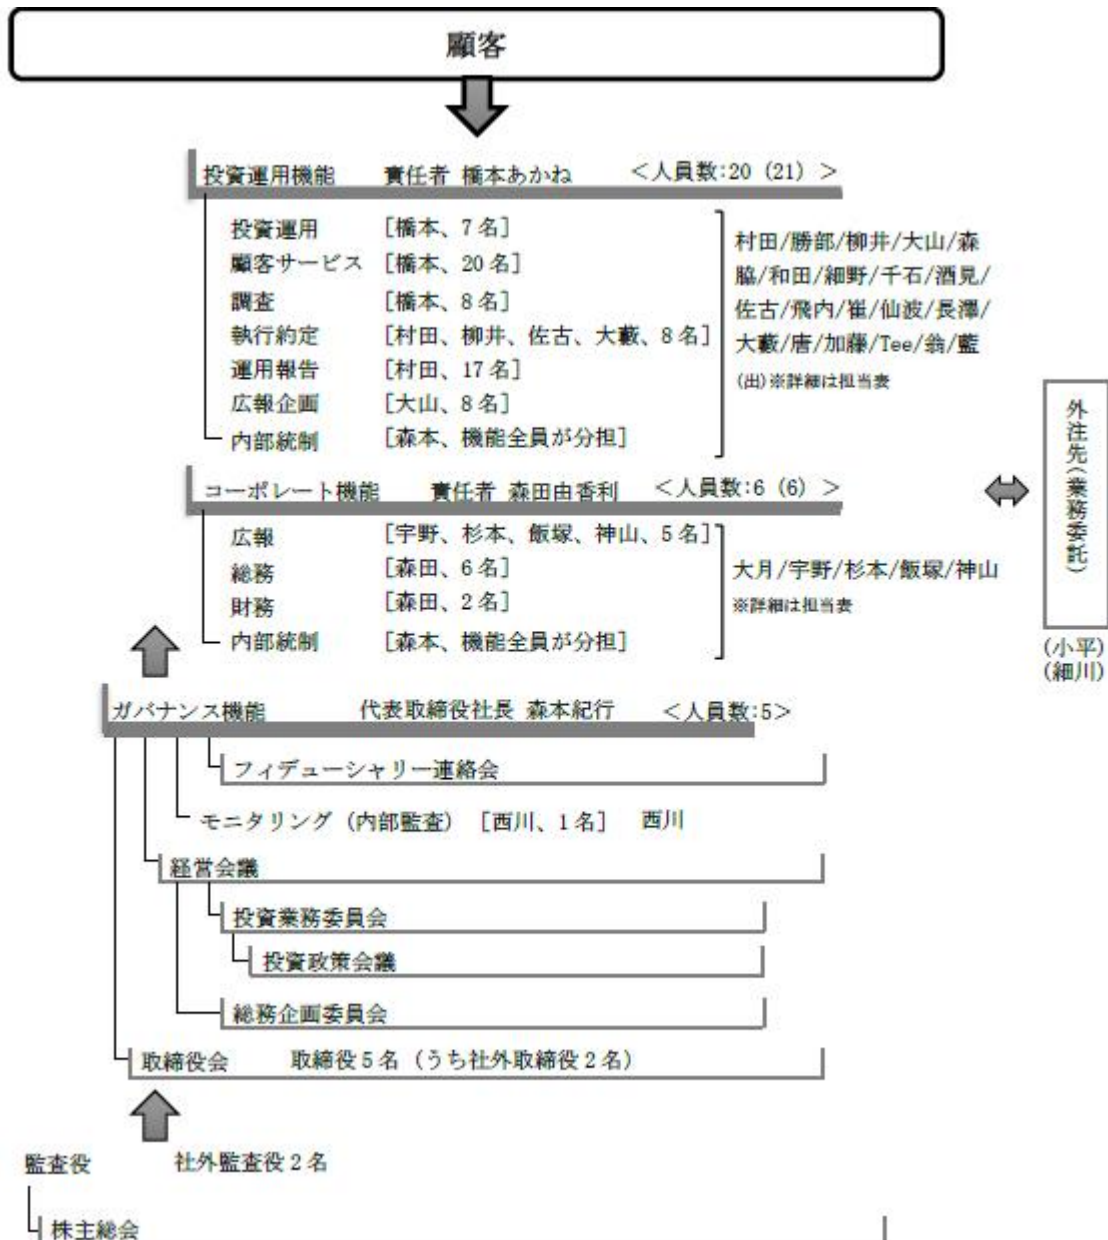 顧客
投資運用機能 責任者 橋本あかね <人員数:20 (21) >
投資運用 [橋本、7名]
顧客サービス [橋本、20名]
調査 [橋本、8名]
執行約定 [村田、柳井、佐古、大藪、8名]
運用報告 [村田、17名]
広報企画 [大山、8名]
内部統制 [森本、機能全員が分担]
村田/勝部/柳井/大山/森
脇/和田/細野/千石/酒見/
佐古/飛内/崔/仙波/長澤/
大藪/唐/加藤/Tee/翁/藍
(出)※詳細は担当表
コーポレート機能 責任者 森田由香利 <人員数:6 (6) >
広報 [宇野、杉本、飯塚、神山、5名]
総務 [森田、6名]
財務 [森田、2名]
内部統制 [森本、機能全員が分担]
大月/宇野/杉本/飯塚/神山
※詳細は担当表
外注先(業務委託)
(小平)
(細川)
ガバナンス機能 代表取締役社長 森本紀行 <人員数:5>
フィデューシャリー連絡会
モニタリング (内部監査) [西川、1名] 西川
経営会議
投資業務委員会
投資政策会議
総務企画委員会
取締役会 取締役5名 (うち社外取締役2名)
監査役 社外監査役2名
株主総会